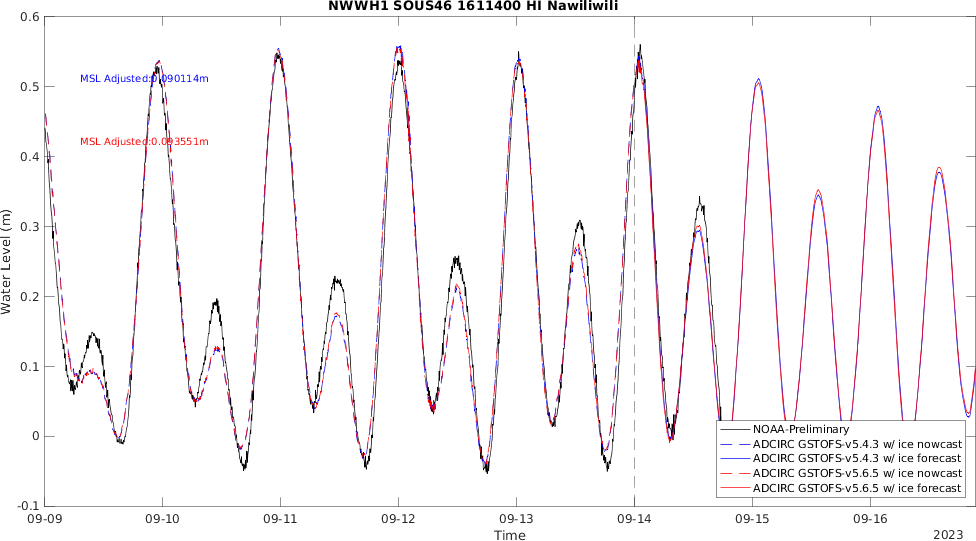 NWWH1 SOUS46 1611400 HI Nawiliwili
0.6
0.5
0.4
0.3
0.2
0.1
0
-0.1
Water Level (m)
MSL Adjusted:0.090114m
MSL Adjusted:0.093551m
NOAA-Preliminary
ADCIRC GSTOFS-v5.4.3 w/ ice nowcast
ADCIRC GSTOFS-v5.4.3 w/ ice forecast
ADCIRC GSTOFS-v5.6.5 w/ ice nowcast
ADCIRC GSTOFS-v5.6.5 w/ ice forecast
09-09 09-10 09-11 09-12 09-13 09-14 09-15 09-16
Time
2023